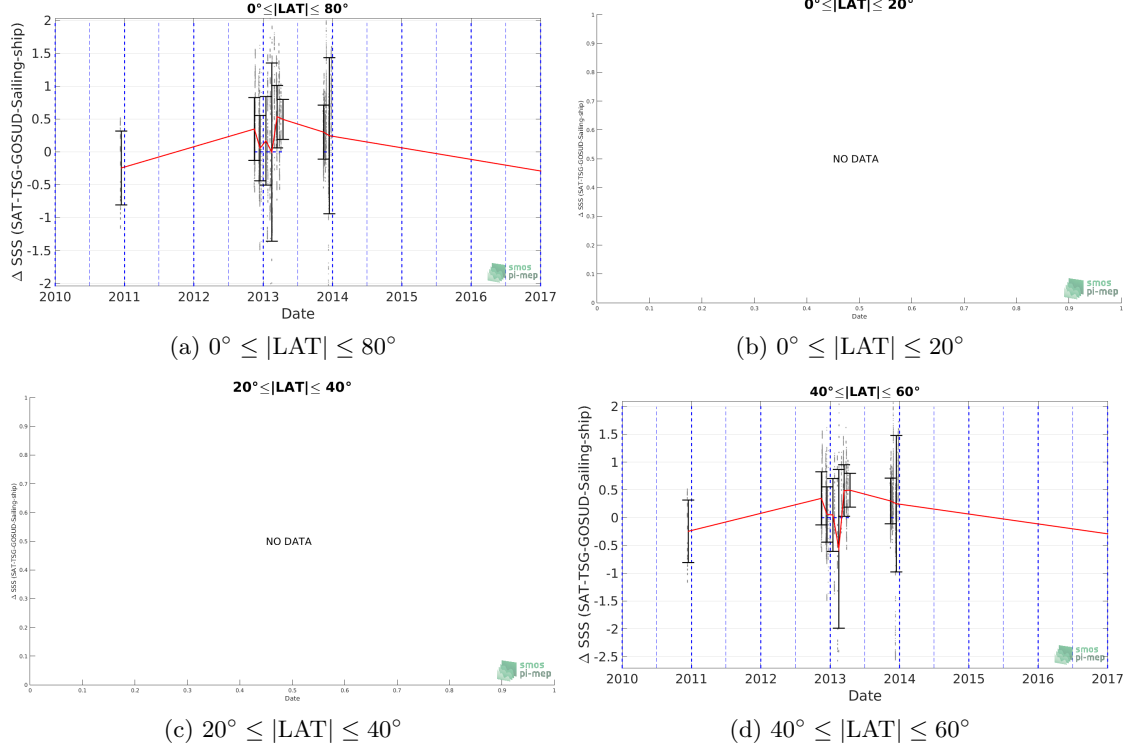 0°≤|LAT|≤ 80°
Δ SSS (SAT-TSG-GOSUD-Sailing-ship)
2
1.5
1
0.5
0
-0.5
-1
-1.5
-2
2010 2011 2012 2013 2014 2015 2016 2017
Date
smos
pi-mep
(a) 0° ≤ |LAT| ≤ 80°
0°≤|LAT|≤ 20°
Δ SSS (SAT-TSG-GOSUD-Sailing-ship)
1
0.9
0.8
0.7
0.6
0.5
0.4
0.3
0.2
0.1
0
NO DATA
0 0.1 0.2 0.3 0.4 0.5 0.6 0.7 0.8 0.9 1
Date
smos
pi-mep
(b) 0° ≤ |LAT| ≤ 20°
20°≤|LAT|≤ 40°
Δ SSS (SAT-TSG-GOSUD-Sailing-ship)
1
0.9
0.8
0.7
0.6
0.5
0.4
0.3
0.2
0.1
0
NO DATA
0 0.1 0.2 0.3 0.4 0.5 0.6 0.7 0.8 0.9 1
Date
smos
pi-mep
(c) 20° ≤ |LAT| ≤ 40°
40°≤|LAT|≤ 60°
Δ SSS (SAT-TSG-GOSUD-Sailing-ship)
2
1.5
1
0.5
0
-0.5
-1
-1.5
-2
-2.5
2010 2011 2012 2013 2014 2015 2016 2017
Date
smos
pi-mep
(d) 40° ≤ |LAT| ≤ 60°